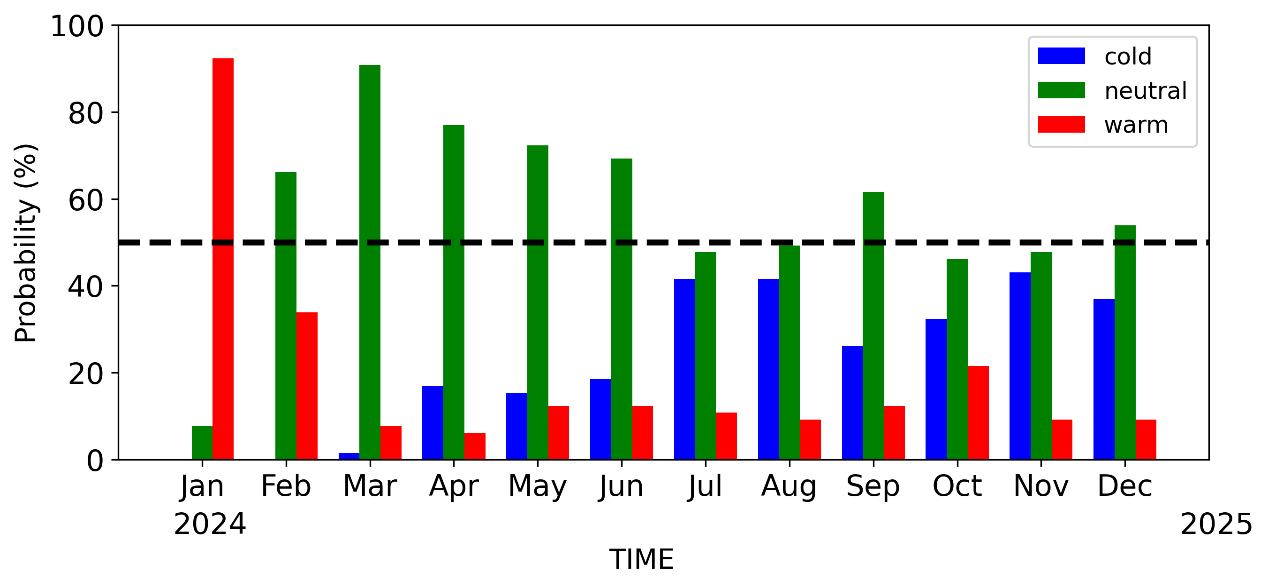 100
80
60
40
20
0
Probability (%)
cold
neutral
warm
Jan Feb Mar Apr May Jun Jul Aug Sep Oct Nov Dec
2024 2025
TIME